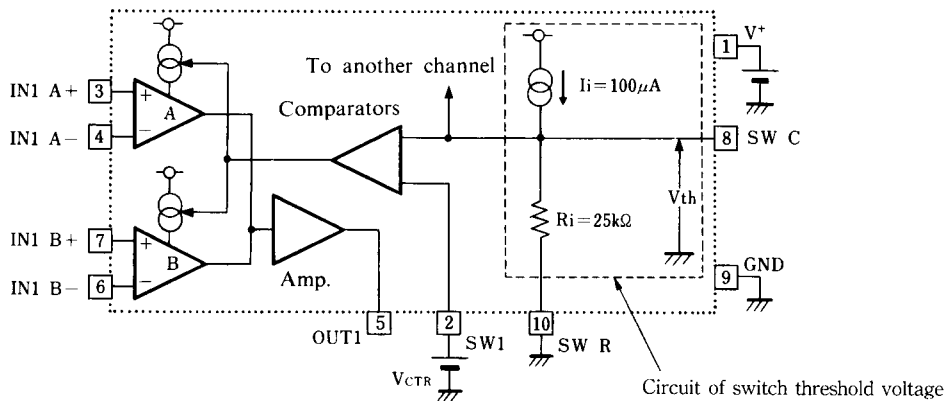 To another channel
Comparators
Ii=100μA
1 V+
IN1 A+ 3
IN1 A- 4
A
+
-
8 SW C
Vth
Ri=25kΩ
IN1 B+ 7
IN1 B- 6
B
+
-
Amp.
9 GND
5 OUT1
2 SW1
10 SW R
VCTR
Circuit of switch threshold voltage